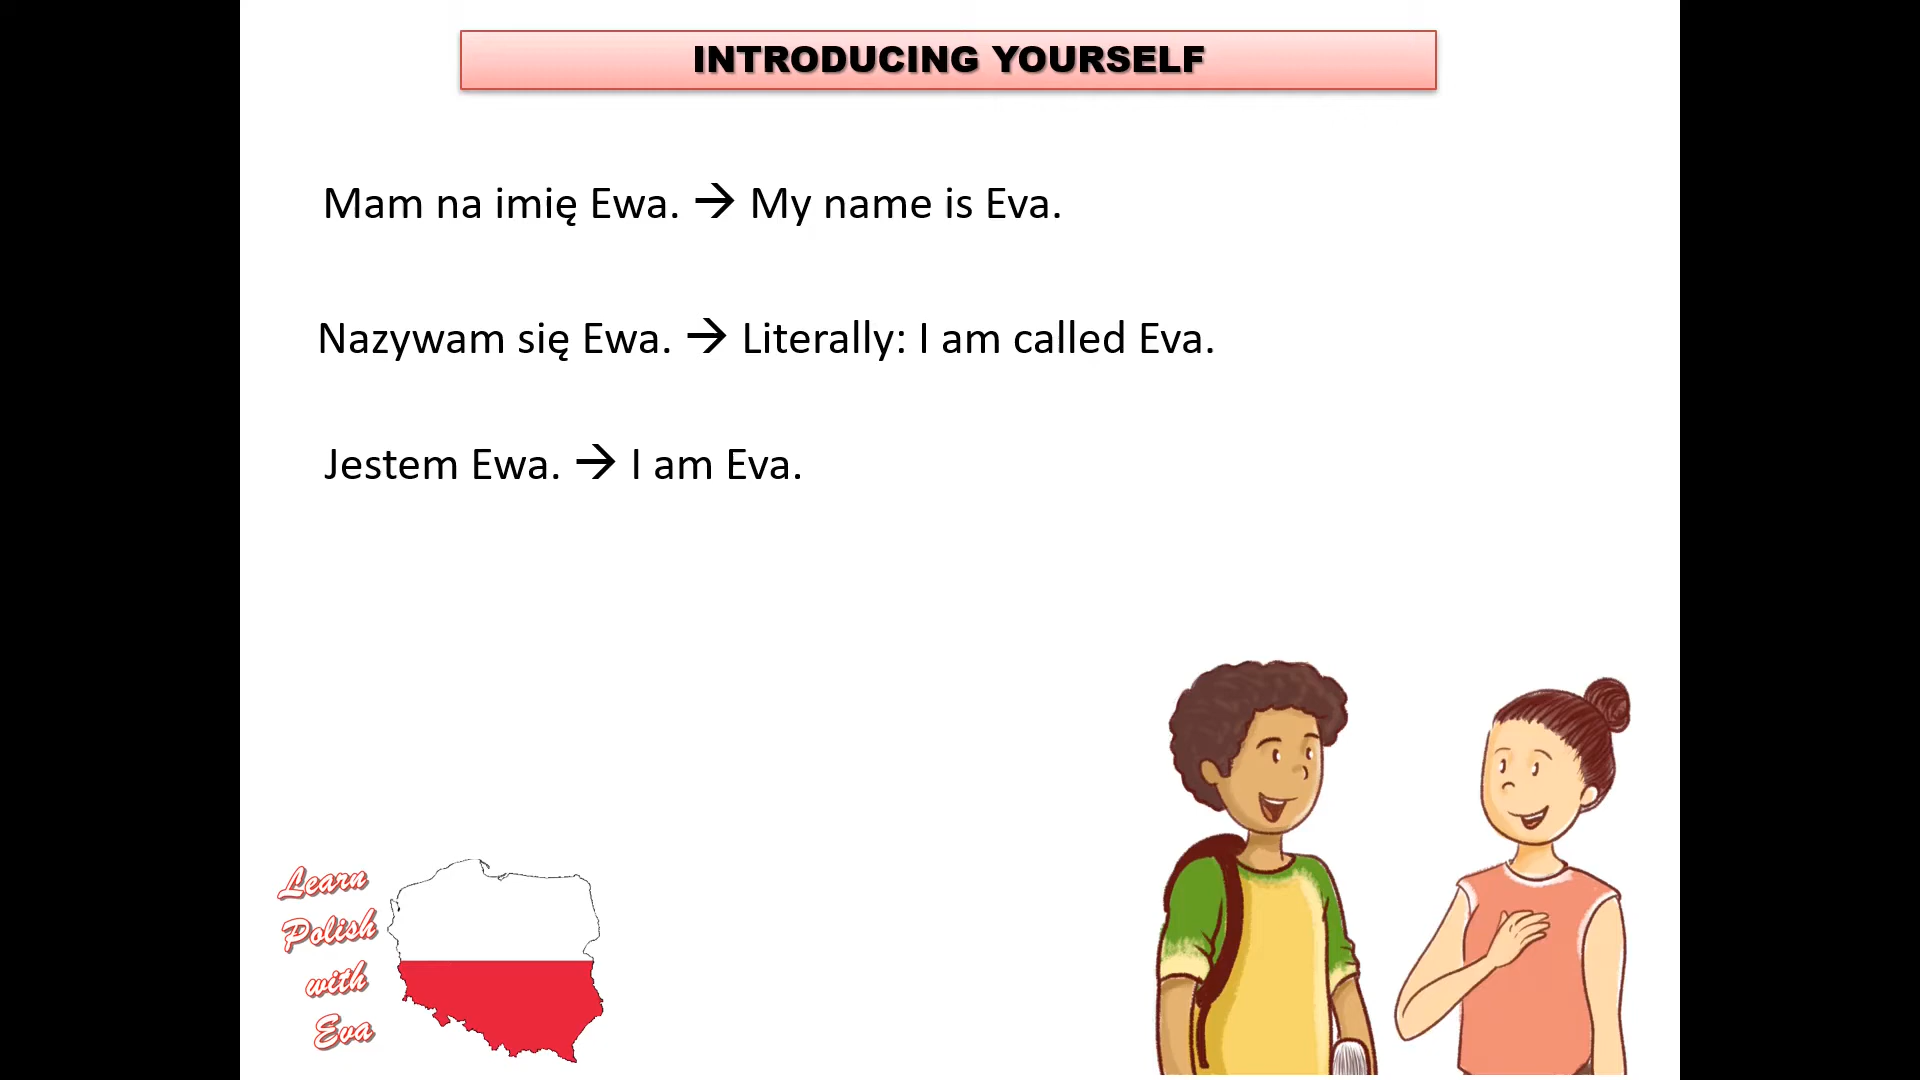 INTRODUCING YOURSELF
Mam na imię Ewa. → My name is Eva.
Nazywam się Ewa. → Literally: I am called Eva.
Jestem Ewa. → I am Eva.
Learn
Polish
with
Eva